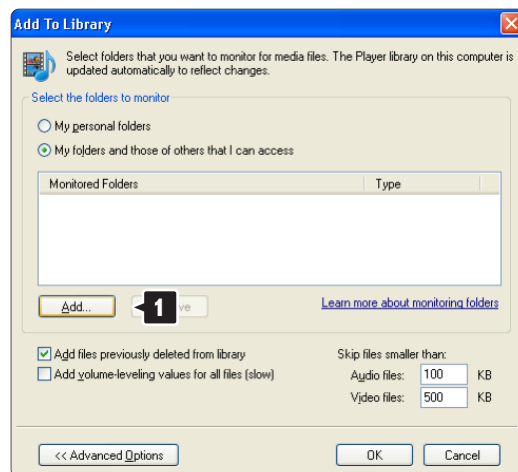 Add To Library
Select folders that you want to monitor for media files. The Player library on this computer is
updated automatically to reflect changes.
Select the folders to monitor
My personal folders
My folders and those of others that I can access
Monitored Folders Type
Add... 1 Learn more about monitoring folders
Add files previously deleted from library Skip files smaller than:
Add volume-leveling values for all files (slow) Audio files: 100 KB
Video files: 500 KB
<< Advanced Options OK Cancel